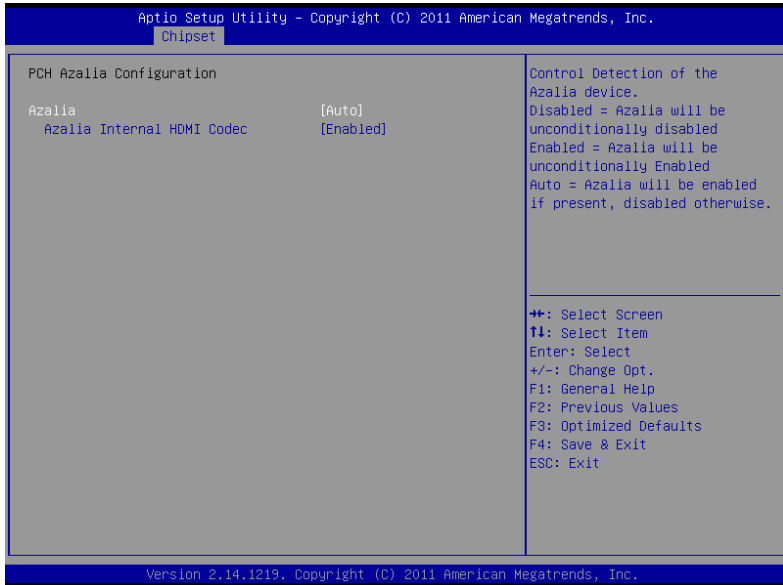 Aptio Setup Utility – Copyright (C) 2011 American Megatrends, Inc.
Chipset
PCH Azalia Configuration
Azalia [Auto]
Azalia Internal HDMI Codec [Enabled]
Control Detection of the
Azalia device.
Disabled = Azalia will be
unconditionally disabled
Enabled = Azalia will be
unconditionally Enabled
Auto = Azalia will be enabled
if present, disabled otherwise.
→←: Select Screen
↑↓: Select Item
Enter: Select
+/-: Change Opt.
F1: General Help
F2: Previous Values
F3: Optimized Defaults
F4: Save & Exit
ESC: Exit
Version 2.14.1219. Copyright (C) 2011 American Megatrends, Inc.